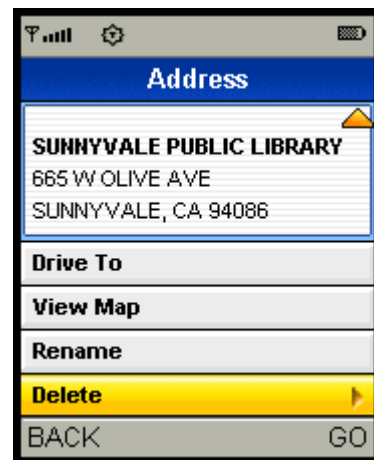 Address
SUNNYVALE PUBLIC LIBRARY
665 W OLIVE AVE
SUNNYVALE, CA 94086
Drive To
View Map
Rename
Delete
BACK GO